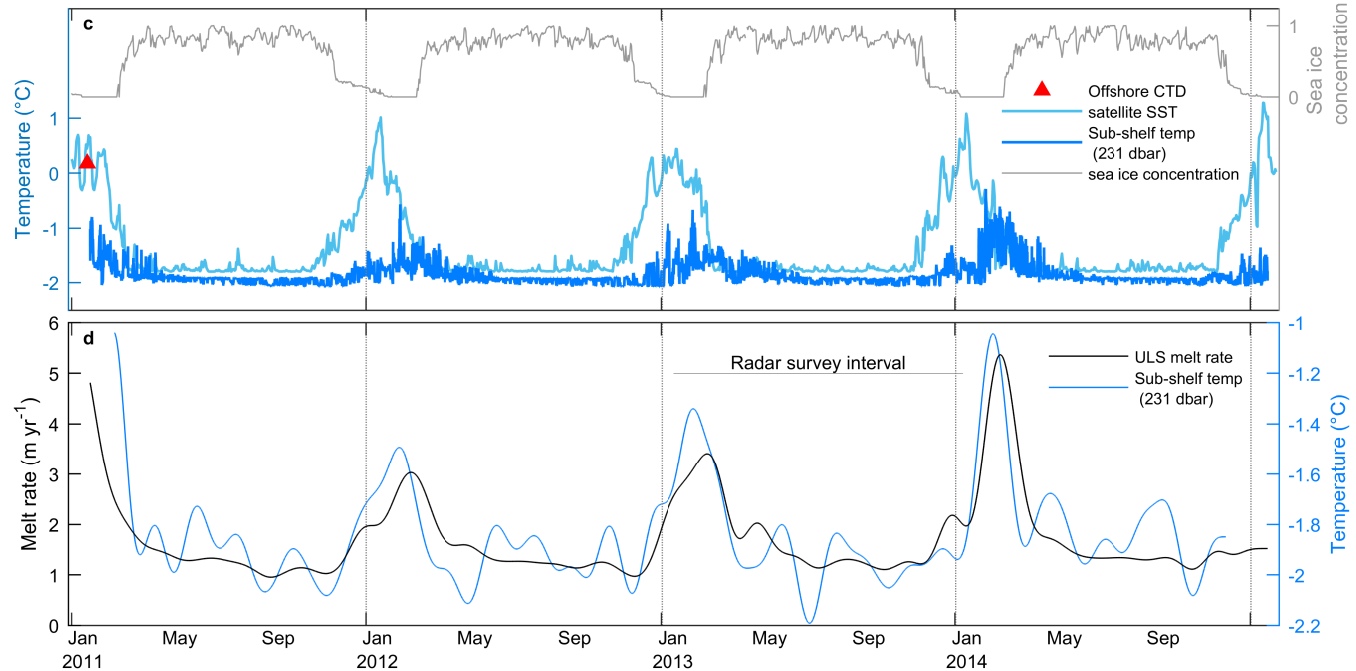 c
1
0
Sea ice
concentration
Temperature (°C)
1
0
-1
-2
Offshore CTD
satellite SST
Sub-shelf temp
(231 dbar)
sea ice concentration
d
6
5
4
3
2
1
0
Melt rate (m yr-1)
Radar survey interval
ULS melt rate
Sub-shelf temp
(231 dbar)
-1
-1.2
-1.4
-1.6
-1.8
-2
-2.2
Temperature (°C)
Jan May Sep Jan May Sep Jan May Sep Jan May Sep
2011 2012 2013 2014